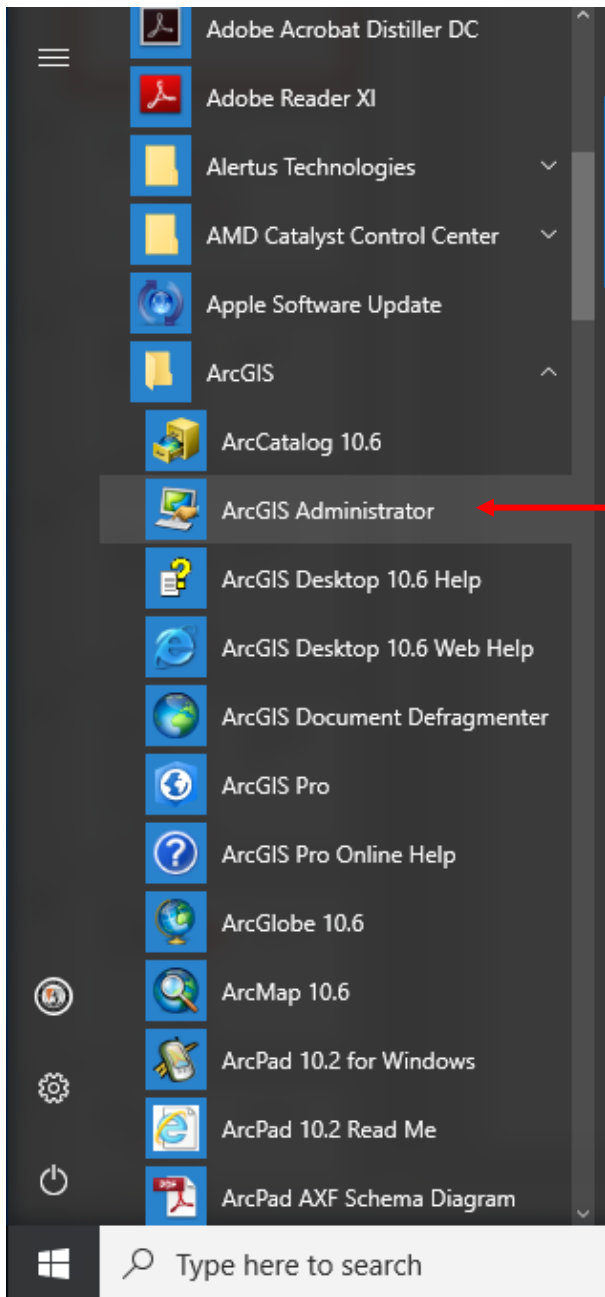 Adobe Acrobat Distiller DC
Adobe Reader XI
Alertus Technologies
AMD Catalyst Control Center
Apple Software Update
ArcGIS
ArcCatalog 10.6
ArcGIS Administrator
ArcGIS Desktop 10.6 Help
ArcGIS Desktop 10.6 Web Help
ArcGIS Document Defragmenter
ArcGIS Pro
ArcGIS Pro Online Help
ArcGlobe 10.6
ArcMap 10.6
ArcPad 10.2 for Windows
ArcPad 10.2 Read Me
ArcPad AXF Schema Diagram
Type here to search